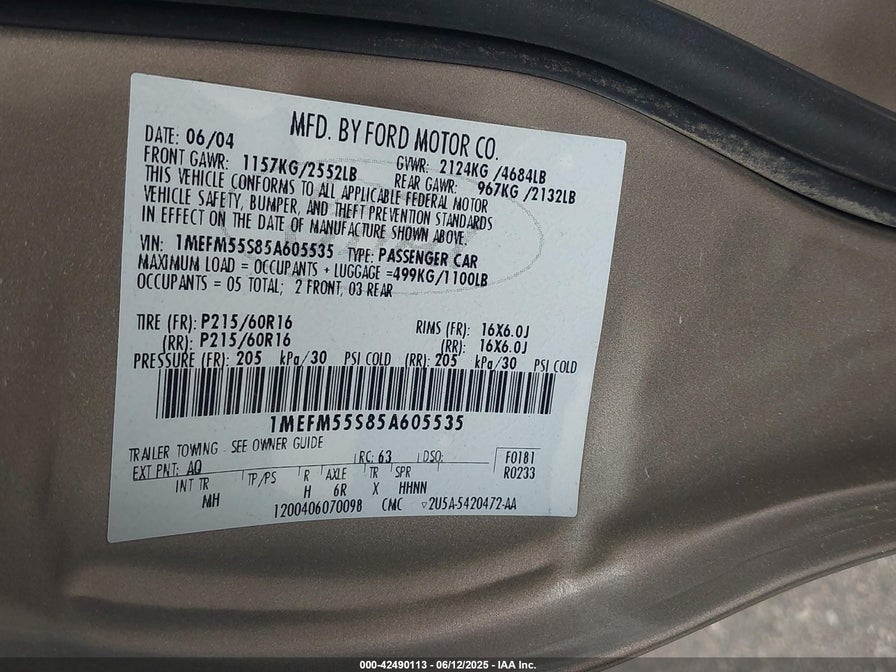 MFD. BY FORD MOTOR CO.
DATE: 06/04
GVWR: 2124KG /4684LB
FRONT GAWR: 1157KG/2552LB
REAR GAWR: 967KG /2132LB
THIS VEHICLE CONFORMS TO ALL APPLICABLE FEDERAL MOTOR
VEHICLE SAFETY, BUMPER, AND THEFT PREVENTION STANDARDS
IN EFFECT ON THE DATE OF MANUFACTURE SHOWN ABOVE.
VIN: 1MEFM55S85A605535 TYPE: PASSENGER CAR
MAXIMUM LOAD = OCCUPANTS + LUGGAGE =499KG/1100LB
OCCUPANTS = 05 TOTAL; 2 FRONT, 03 REAR
TIRE (FR): P215/60R16 RIMS (FR): 16X6.0J
(RR): P215/60R16 (RR): 16X6.0J
PRESSURE (FR): 205 kPa/30 PSI COLD (RR): 205 kPa/30 PSI COLD
1MEFM55S85A605535
TRAILER TOWING - SEE OWNER GUIDE
EXT PNT: AQ RC: 63 DSO: F0181
R0233
INT TR TP/PS R AXLE TR SPR
MH H 6R X HHNN
1200406070098 CMC ▽2U5A-5420472-AA
000-42490113 - 06/12/2025 - IAA Inc.